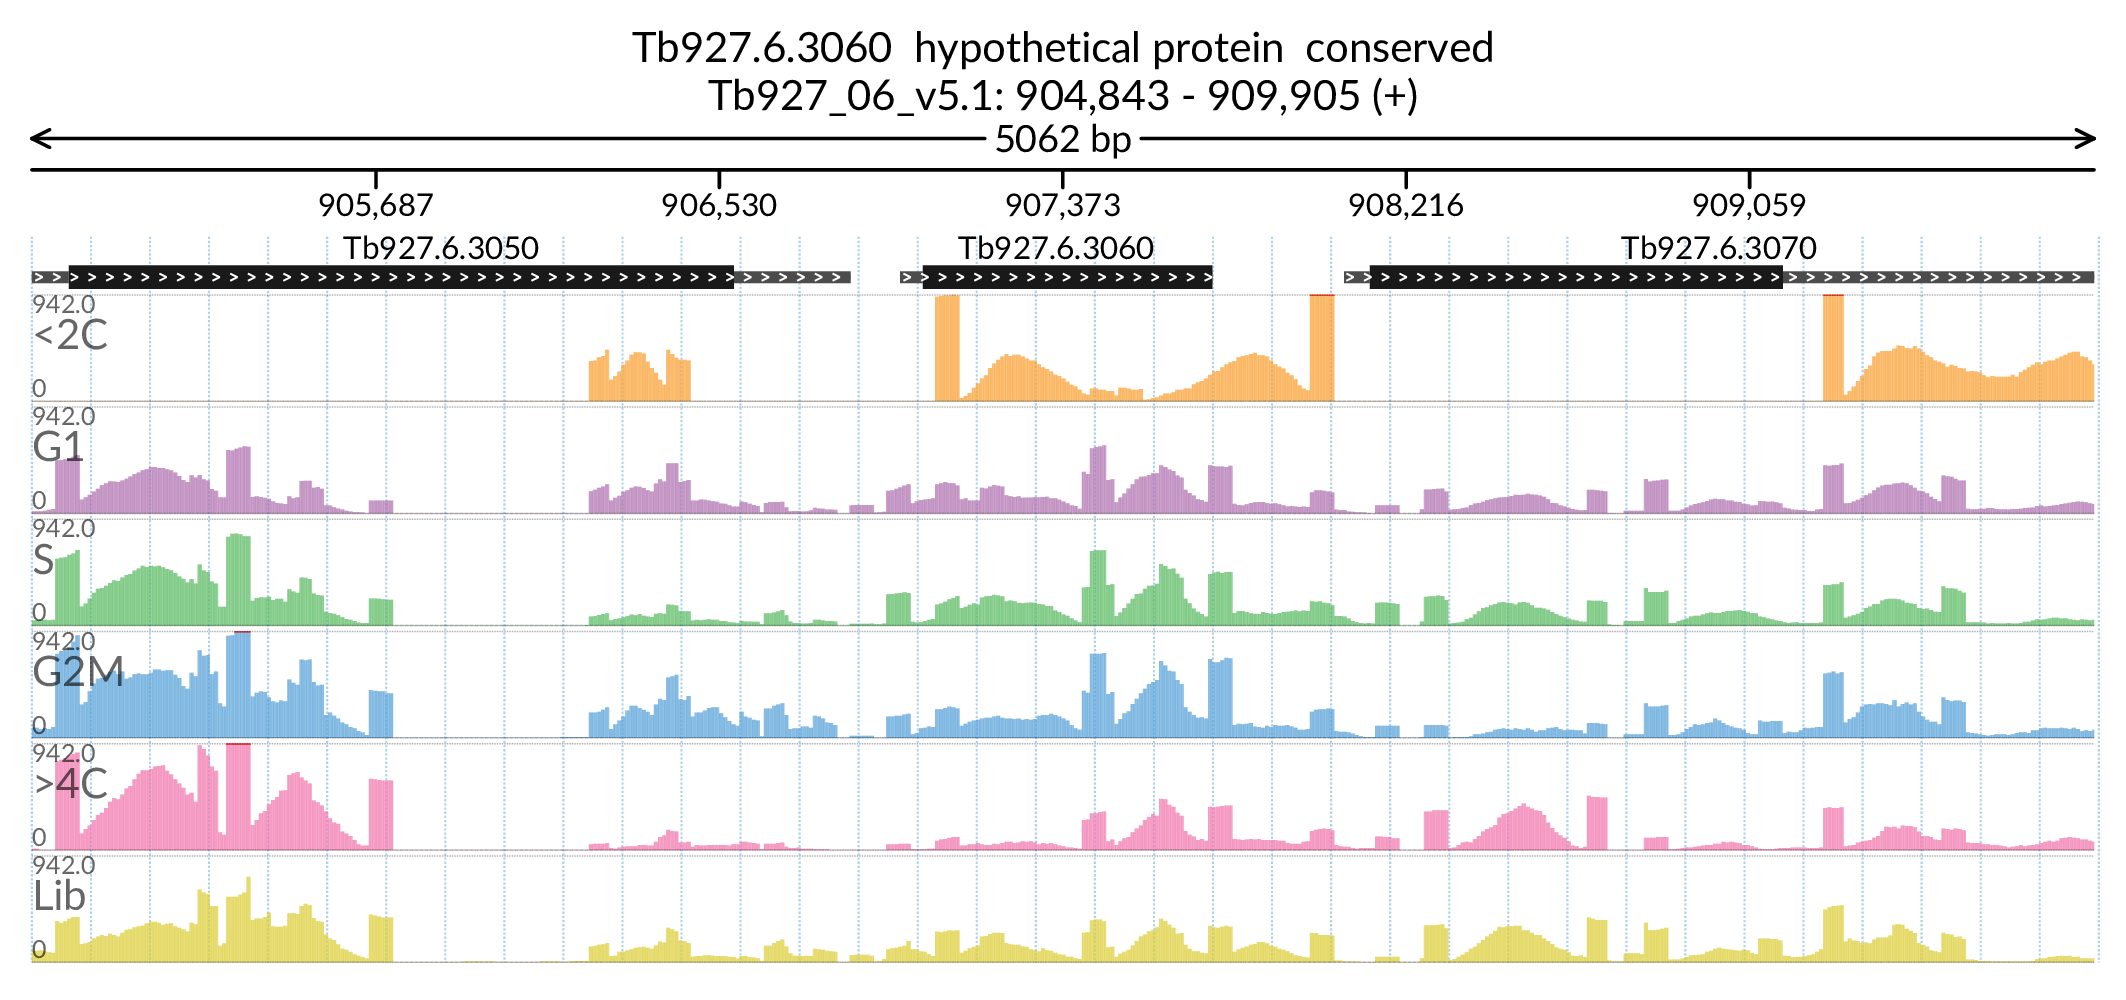 Tb927.6.3060  hypothetical protein  conserved
Tb927_06_v5.1: 904,843 - 909,905 (+)
5062 bp
905,687 906,530 907,373 908,216 909,059
Tb927.6.3050 Tb927.6.3060 Tb927.6.3070
942.0
<2C
0
942.0
G1
0
942.0
S
0
942.0
G2M
0
942.0
>4C
0
942.0
Lib
0